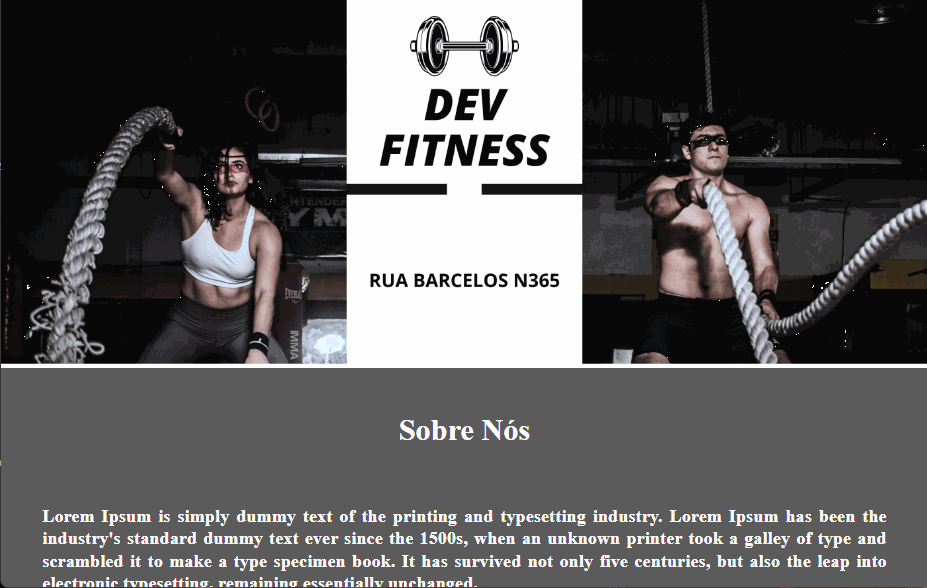 DEV
FITNESS
RUA BARCELOS N365
EVERLAST
MMA
Sobre Nós
Lorem Ipsum is simply dummy text of the printing and typesetting industry. Lorem Ipsum has been the
industry's standard dummy text ever since the 1500s, when an unknown printer took a galley of type and
scrambled it to make a type specimen book. It has survived not only five centuries, but also the leap into
electronic typesetting, remaining essentially unchanged.